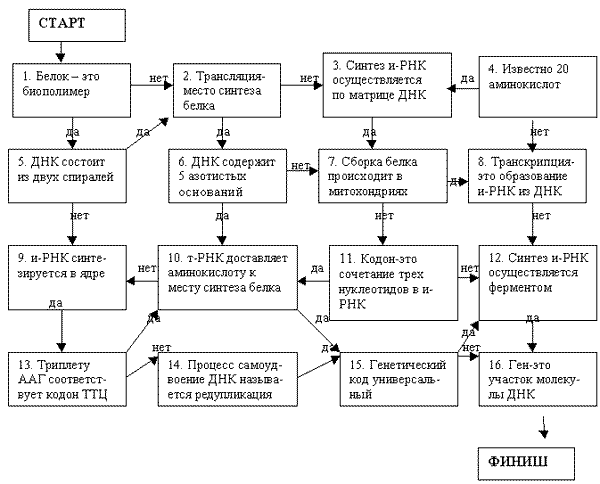 СТАРТ
1. Белок – это
биополимер
нет
2. Трансляция-
место синтеза
белка
нет
3. Синтез и-РНК
осуществляется
по матрице ДНК
да
4. Известно 20
аминокислот
да
да
да
да
нет
5. ДНК состоит
из двух спиралей
6. ДНК содержит
5 азотистых
оснований
нет
7. Сборка белка
происходит в
митохондриях
да
8. Транскрипция-
это образование
и-РНК из ДНК
нет
да
нет
нет
9. и-РНК синте-
зируется в ядре
нет
10. т-РНК доставляет
аминокислоту к
месту синтеза белка
да
11. Кодон-это
сочетание трех
нуклеотидов в и-
РНК
нет
12. Синтез и-РНК
осуществляется
ферментом
да
да
да
да
да
13. Триплету
ААГ соответст-
вует кодон ТТЦ
нет
14. Процесс самоуд-
воение ДНК называ-
ется редупликация
да
15. Генетический
код универсаль-
ный
нет
16. Ген-это
участок молеку-
лы ДНК
ФИНИШ